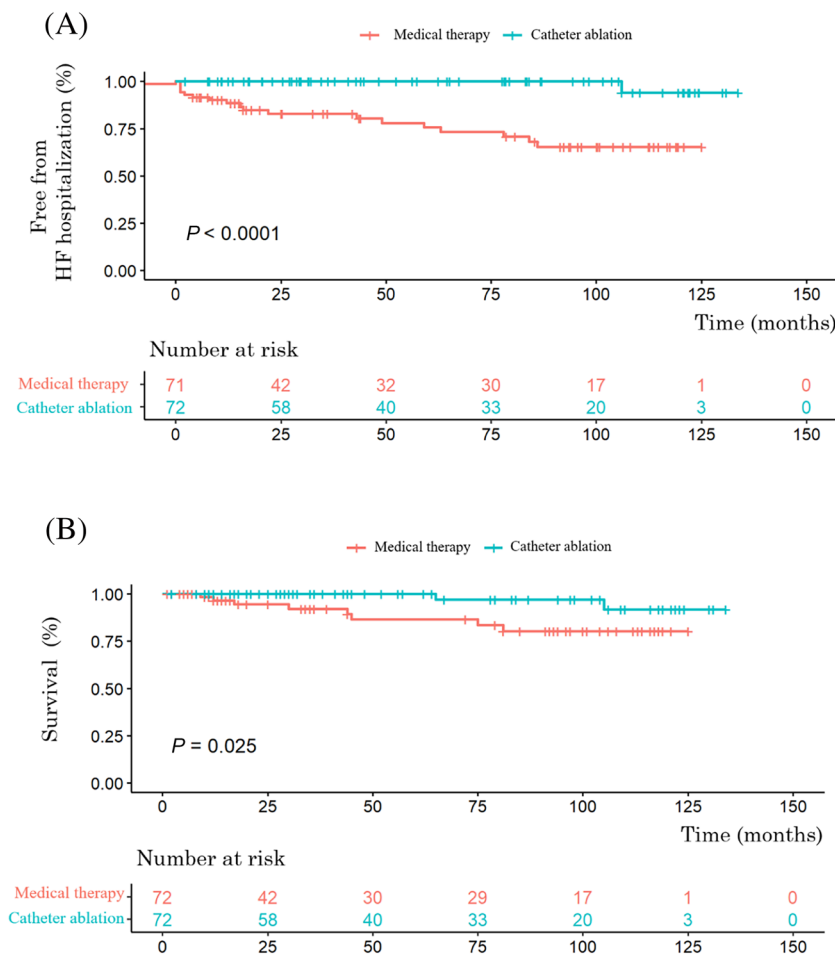 (A)
Medical therapy Catheter ablation
1.00
0.75
0.50
0.25
0.00
Free from
HF hospitalization (%)
P < 0.0001
0 25 50 75 100 125 150
Time (months)
Number at risk
Medical therapy 71 42 32 30 17 1 0
Catheter ablation 72 58 40 33 20 3 0
0 25 50 75 100 125 150
(B)
Medical therapy Catheter ablation
1.00
0.75
0.50
0.25
0.00
Survival (%)
P = 0.025
0 25 50 75 100 125 150
Time (months)
Number at risk
Medical therapy 72 42 30 29 17 1 0
Catheter ablation 72 58 40 33 20 3 0
0 25 50 75 100 125 150